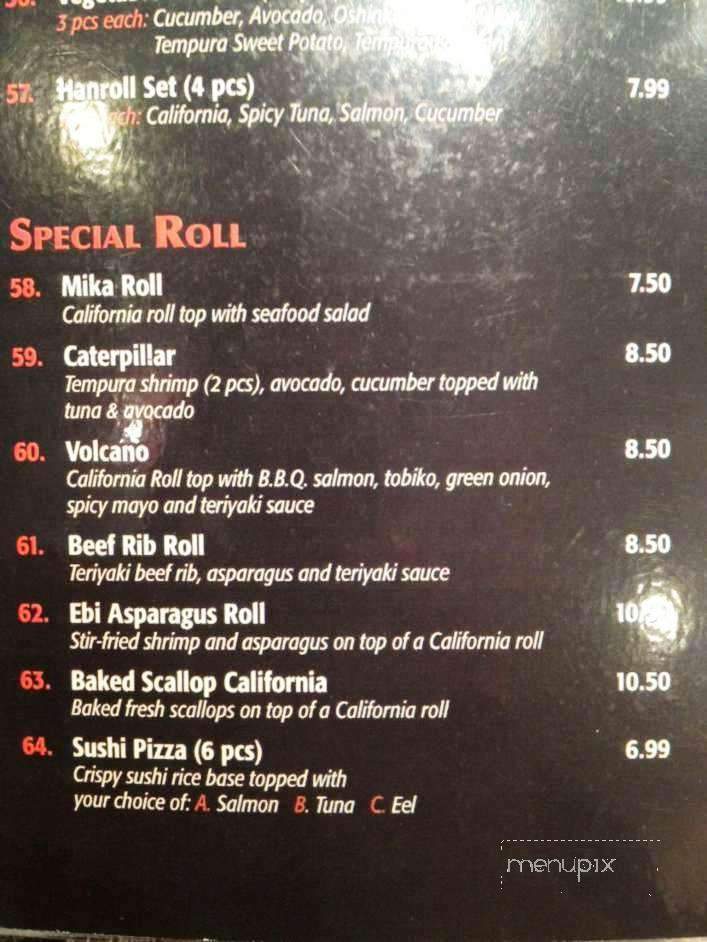 3 pcs each: Cucumber, Avocado,
Tempura Sweet Potato,
57. Hanroll Set (4 pcs) 7.99
California, Spicy Tuna, Salmon, Cucumber
SPECIAL ROLL
58. Mika Roll 7.50
California roll top with seafood salad
59. Caterpillar 8.50
Tempura shrimp (2 pcs), avocado, cucumber topped with
tuna & avocado
60. Volcano 8.50
California Roll top with B.B.Q. salmon, tobiko, green onion,
spicy mayo and teriyaki sauce
61. Beef Rib Roll 8.50
Teriyaki beef rib, asparagus and teriyaki sauce
62. Ebi Asparagus Roll
Stir-fried shrimp and asparagus on top of a California roll
63. Baked Scallop California 10.50
Baked fresh scallops on top of a California roll
64. Sushi Pizza (6 pcs) 6.99
Crispy sushi rice base topped with
your choice of: A. Salmon B. Tuna C. Eel
menupix